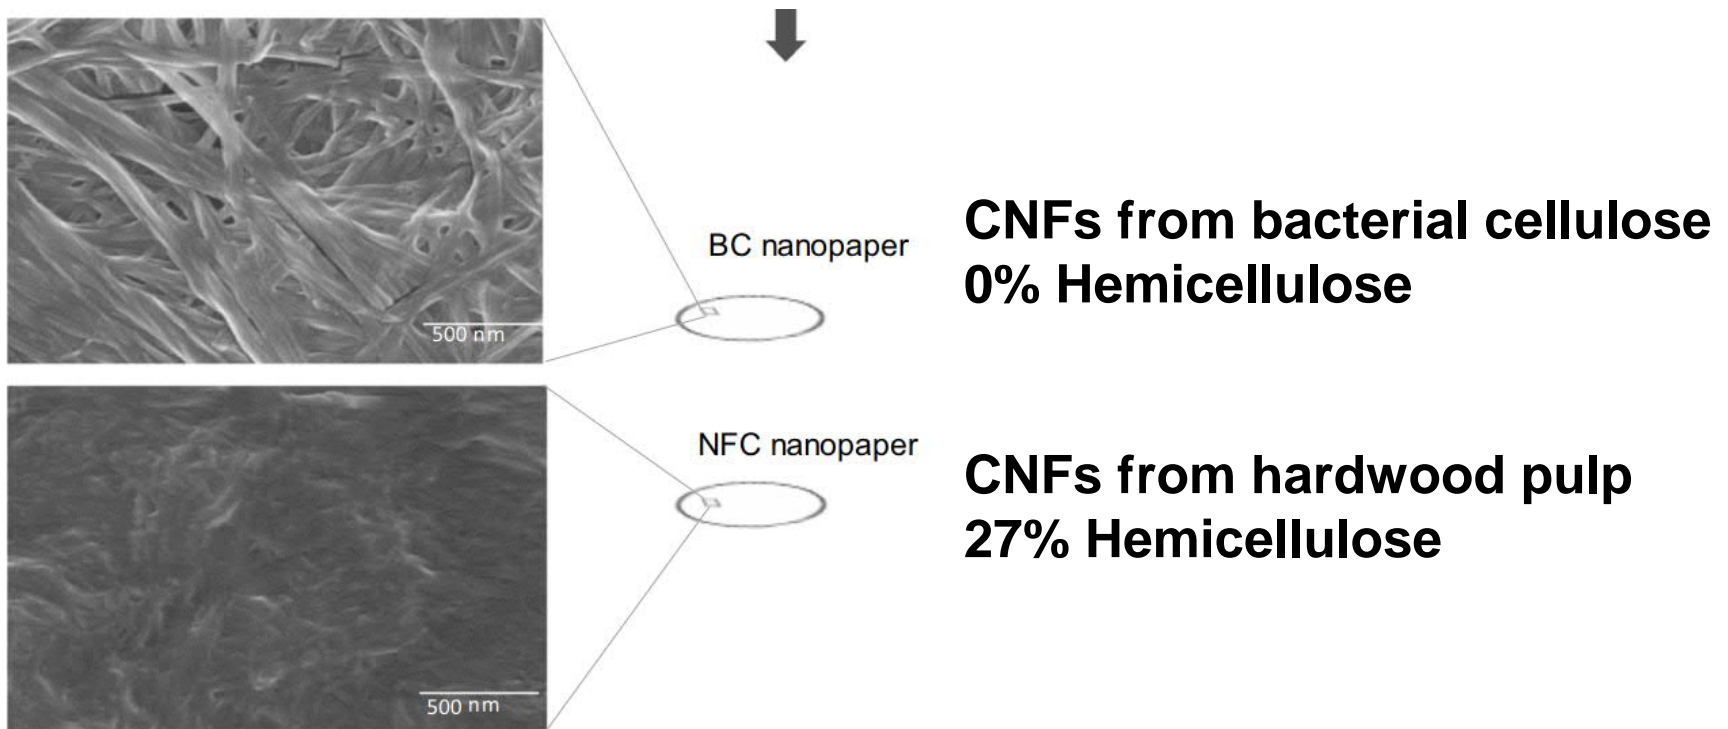 500 nm
BC nanopaper
CNFs from bacterial cellulose
0% Hemicellulose
500 nm
NFC nanopaper
CNFs from hardwood pulp
27% Hemicellulose